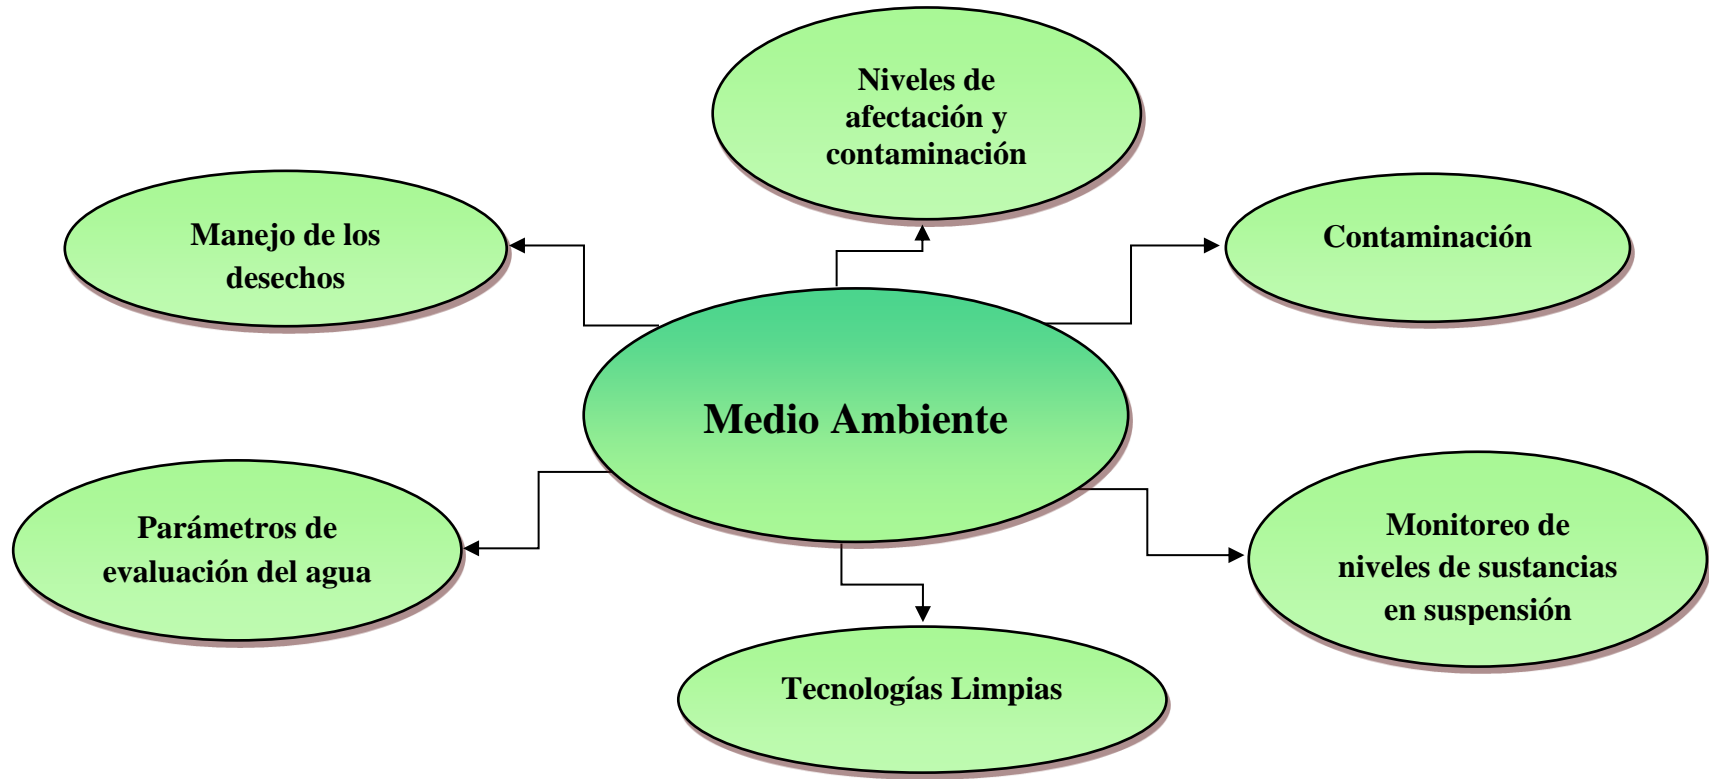 Niveles de
afectación y
contaminación
Manejo de los
desechos
Contaminación
Medio Ambiente
Parámetros de
evaluación del agua
Monitoreo de
niveles de sustancias
en suspensión
Tecnologías Limpias